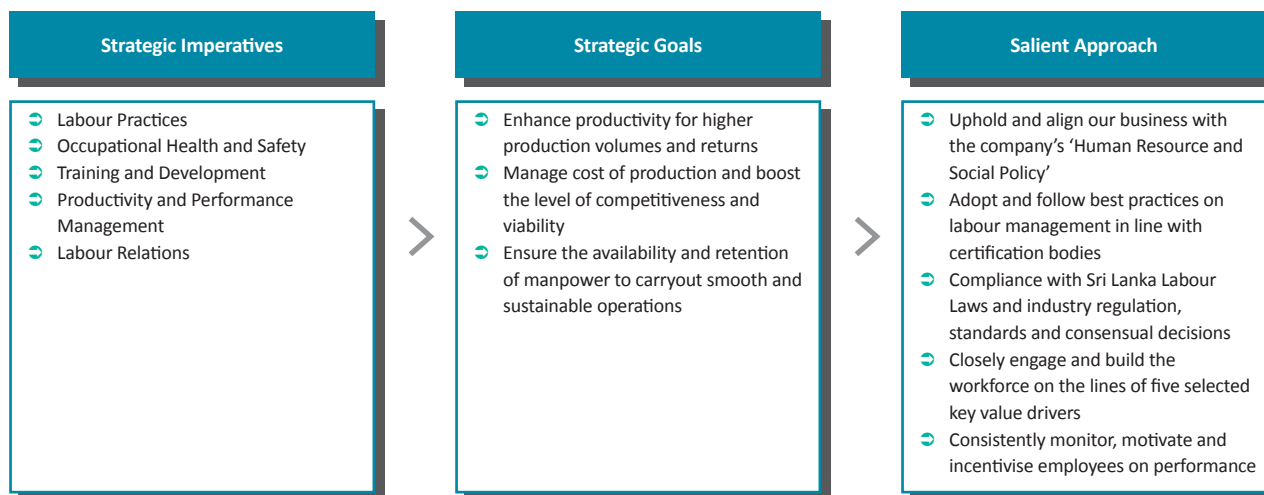 Strategic Imperatives
Labour Practices
Occupational Health and Safety
Training and Development
Productivity and Performance
Management
Labour Relations
Strategic Goals
Enhance productivity for higher
production volumes and returns
Manage cost of production and boost
the level of competitiveness and
viability
Ensure the availability and retention
of manpower to carryout smooth and
sustainable operations
Salient Approach
Uphold and align our business with
the company’s ‘Human Resource and
Social Policy’
Adopt and follow best practices on
labour management in line with
certification bodies
Compliance with Sri Lanka Labour
Laws and industry regulation,
standards and consensual decisions
Closely engage and build the
workforce on the lines of five selected
key value drivers
Consistently monitor, motivate and
incentivise employees on performance